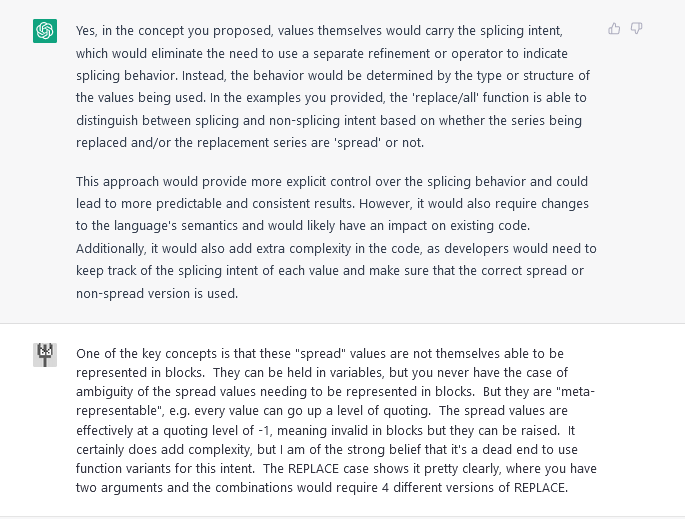 Yes, in the concept you proposed, values themselves would carry the splicing intent,
which would eliminate the need to use a separate refinement or operator to indicate
splicing behavior. Instead, the behavior would be determined by the type or structure of
the values being used. In the examples you provided, the 'replace/all' function is able to
distinguish between splicing and non-splicing intent based on whether the series being
replaced and/or the replacement series are 'spread' or not.
This approach would provide more explicit control over the splicing behavior and could
lead to more predictable and consistent results. However, it would also require changes
to the language's semantics and would likely have an impact on existing code.
Additionally, it would also add extra complexity in the code, as developers would need to
keep track of the splicing intent of each value and make sure that the correct spread or
non-spread version is used.
One of the key concepts is that these "spread" values are not themselves able to be
represented in blocks.  They can be held in variables, but you never have the case of
ambiguity of the spread values needing to be represented in blocks.  But they are "meta-
representable", e.g. every value can go up a level of quoting.  The spread values are
effectively at a quoting level of -1, meaning invalid in blocks but they can be raised.  It
certainly does add complexity, but I am of the strong belief that it's a dead end to use
function variants for this intent.  The REPLACE case shows it pretty clearly, where you have
two arguments and the combinations would require 4 different versions of REPLACE.